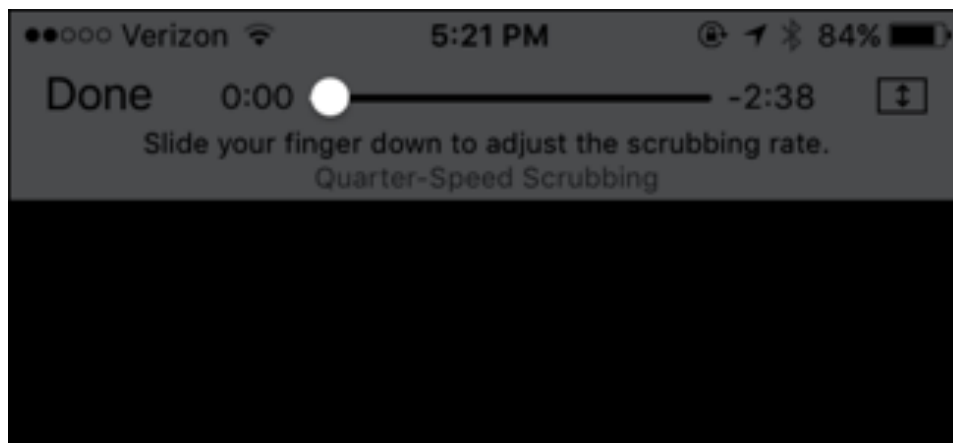 Verizon 5:21 PM 84%
Done 0:00 -2:38
Slide your finger down to adjust the scrubbing rate.
Quarter-Speed Scrubbing